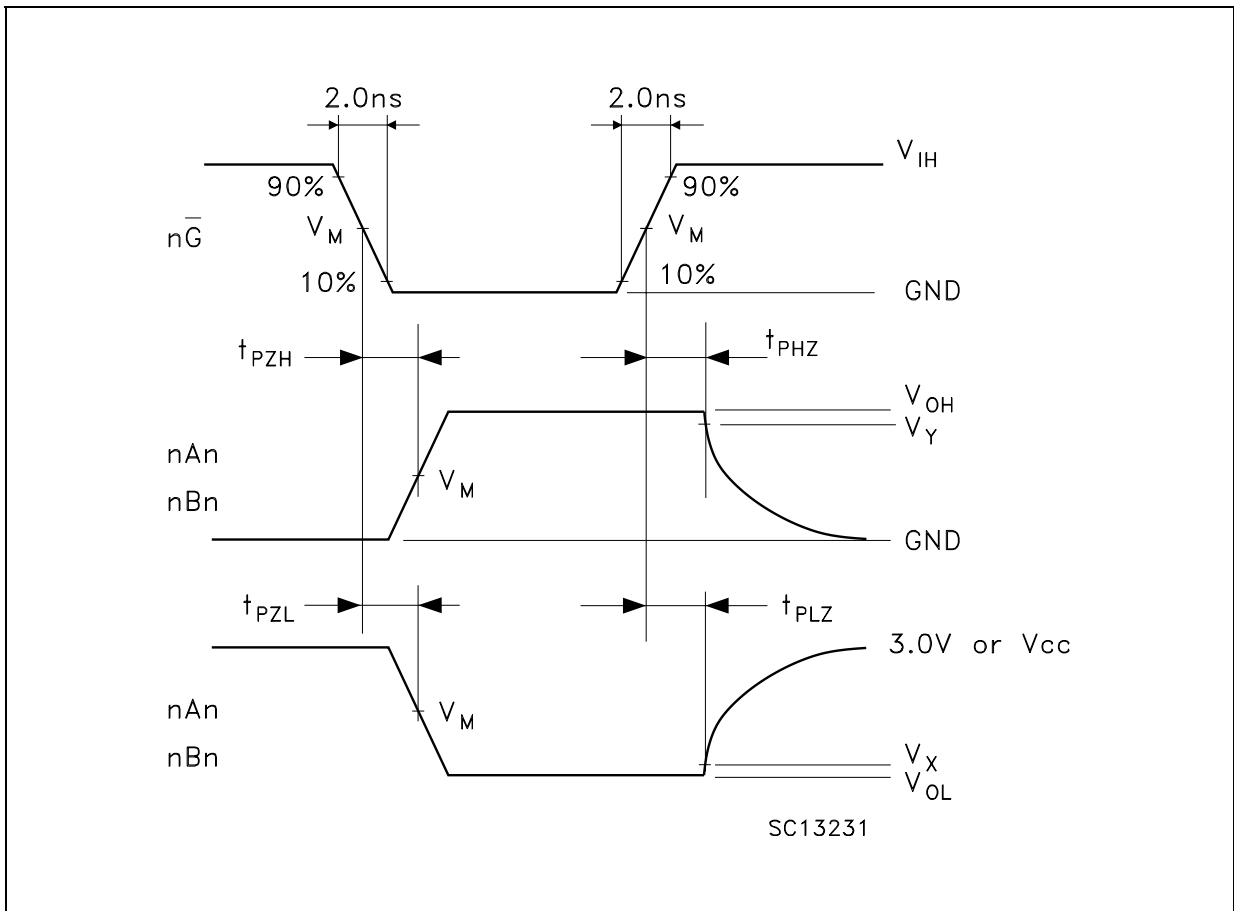 2.0ns 2.0ns
V_IH
90% 90%
nG̅ V_M V_M
10% 10%
GND
t_PZH t_PHZ
V_OH
V_Y
nAn
V_M
nBn
GND
t_PZL t_PLZ
3.0V or Vcc
nAn V_M
nBn V_X
V_OL
SC13231